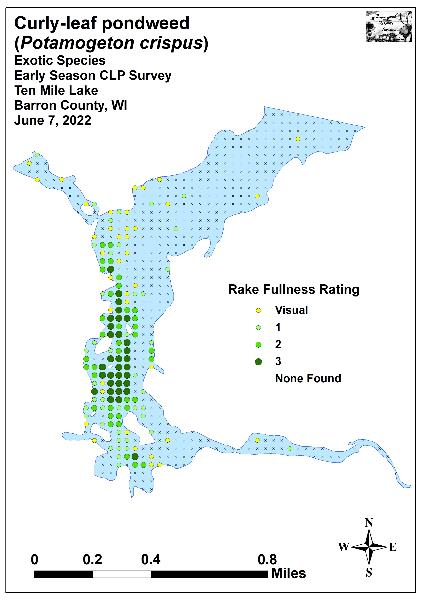 Curly-leaf pondweed
(Potamogeton crispus)
Exotic Species
Early Season CLP Survey
Ten Mile Lake
Barron County, WI
June 7, 2022
Rake Fullness Rating
Visual
1
2
3
None Found
N
W E
S
0 0.2 0.4 0.8
Miles